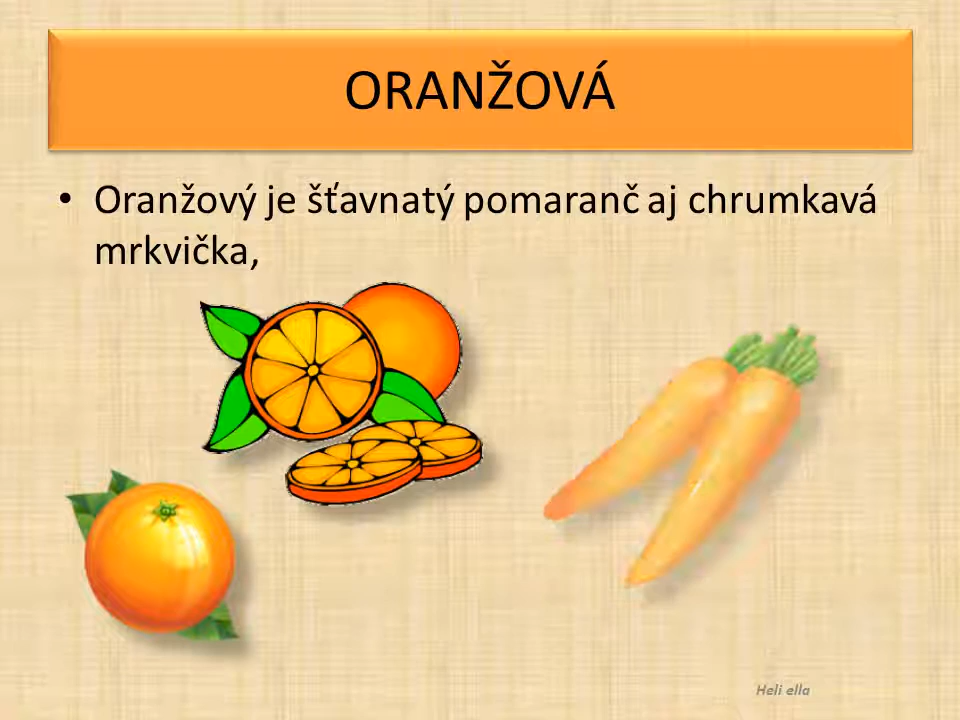 ORANŽOVÁ
• Oranžový je šťavnatý pomaranč aj chrumkavá
mrkvička,
Heli ella